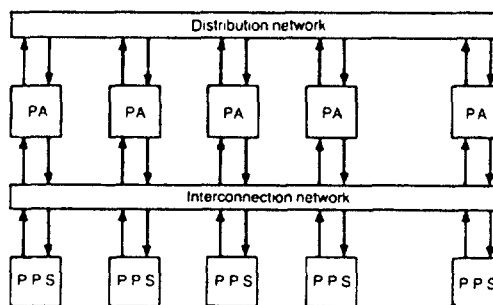 Distribution network
PA PA PA PA PA
Interconnection network
PPS PPS PPS PPS PPS